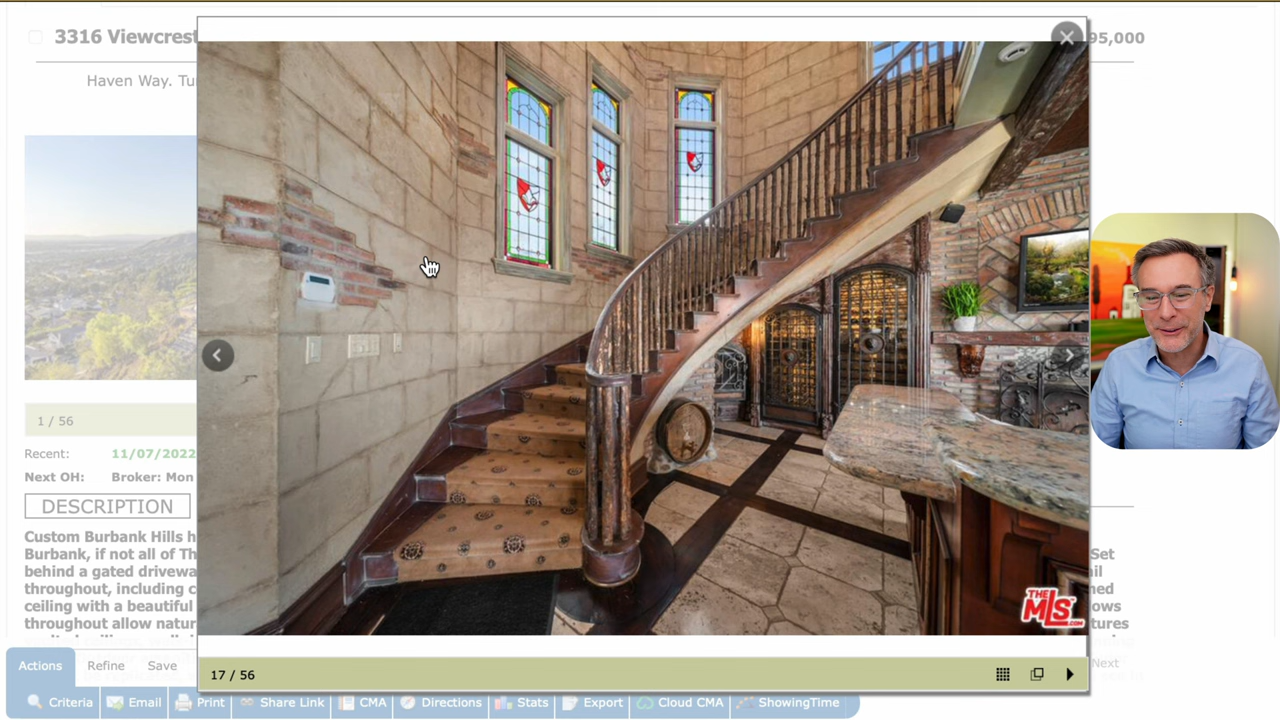 3316 Viewcrest
95,000
Haven Way. Tu
1 / 56
Recent: 11/07/2022
Next OH: Broker: Mon
DESCRIPTION
Custom Burbank Hills h
Burbank, if not all of Th
Set
behind a gated drivewa
ail
throughout, including c
ned
ceiling with a beautiful
ows
throughout allow natur
tures
THE
MLS
.COM
17 / 56
Actions Refine Save
Next
Criteria Email Print Share Link CMA Directions Stats Export Cloud CMA ShowingTime